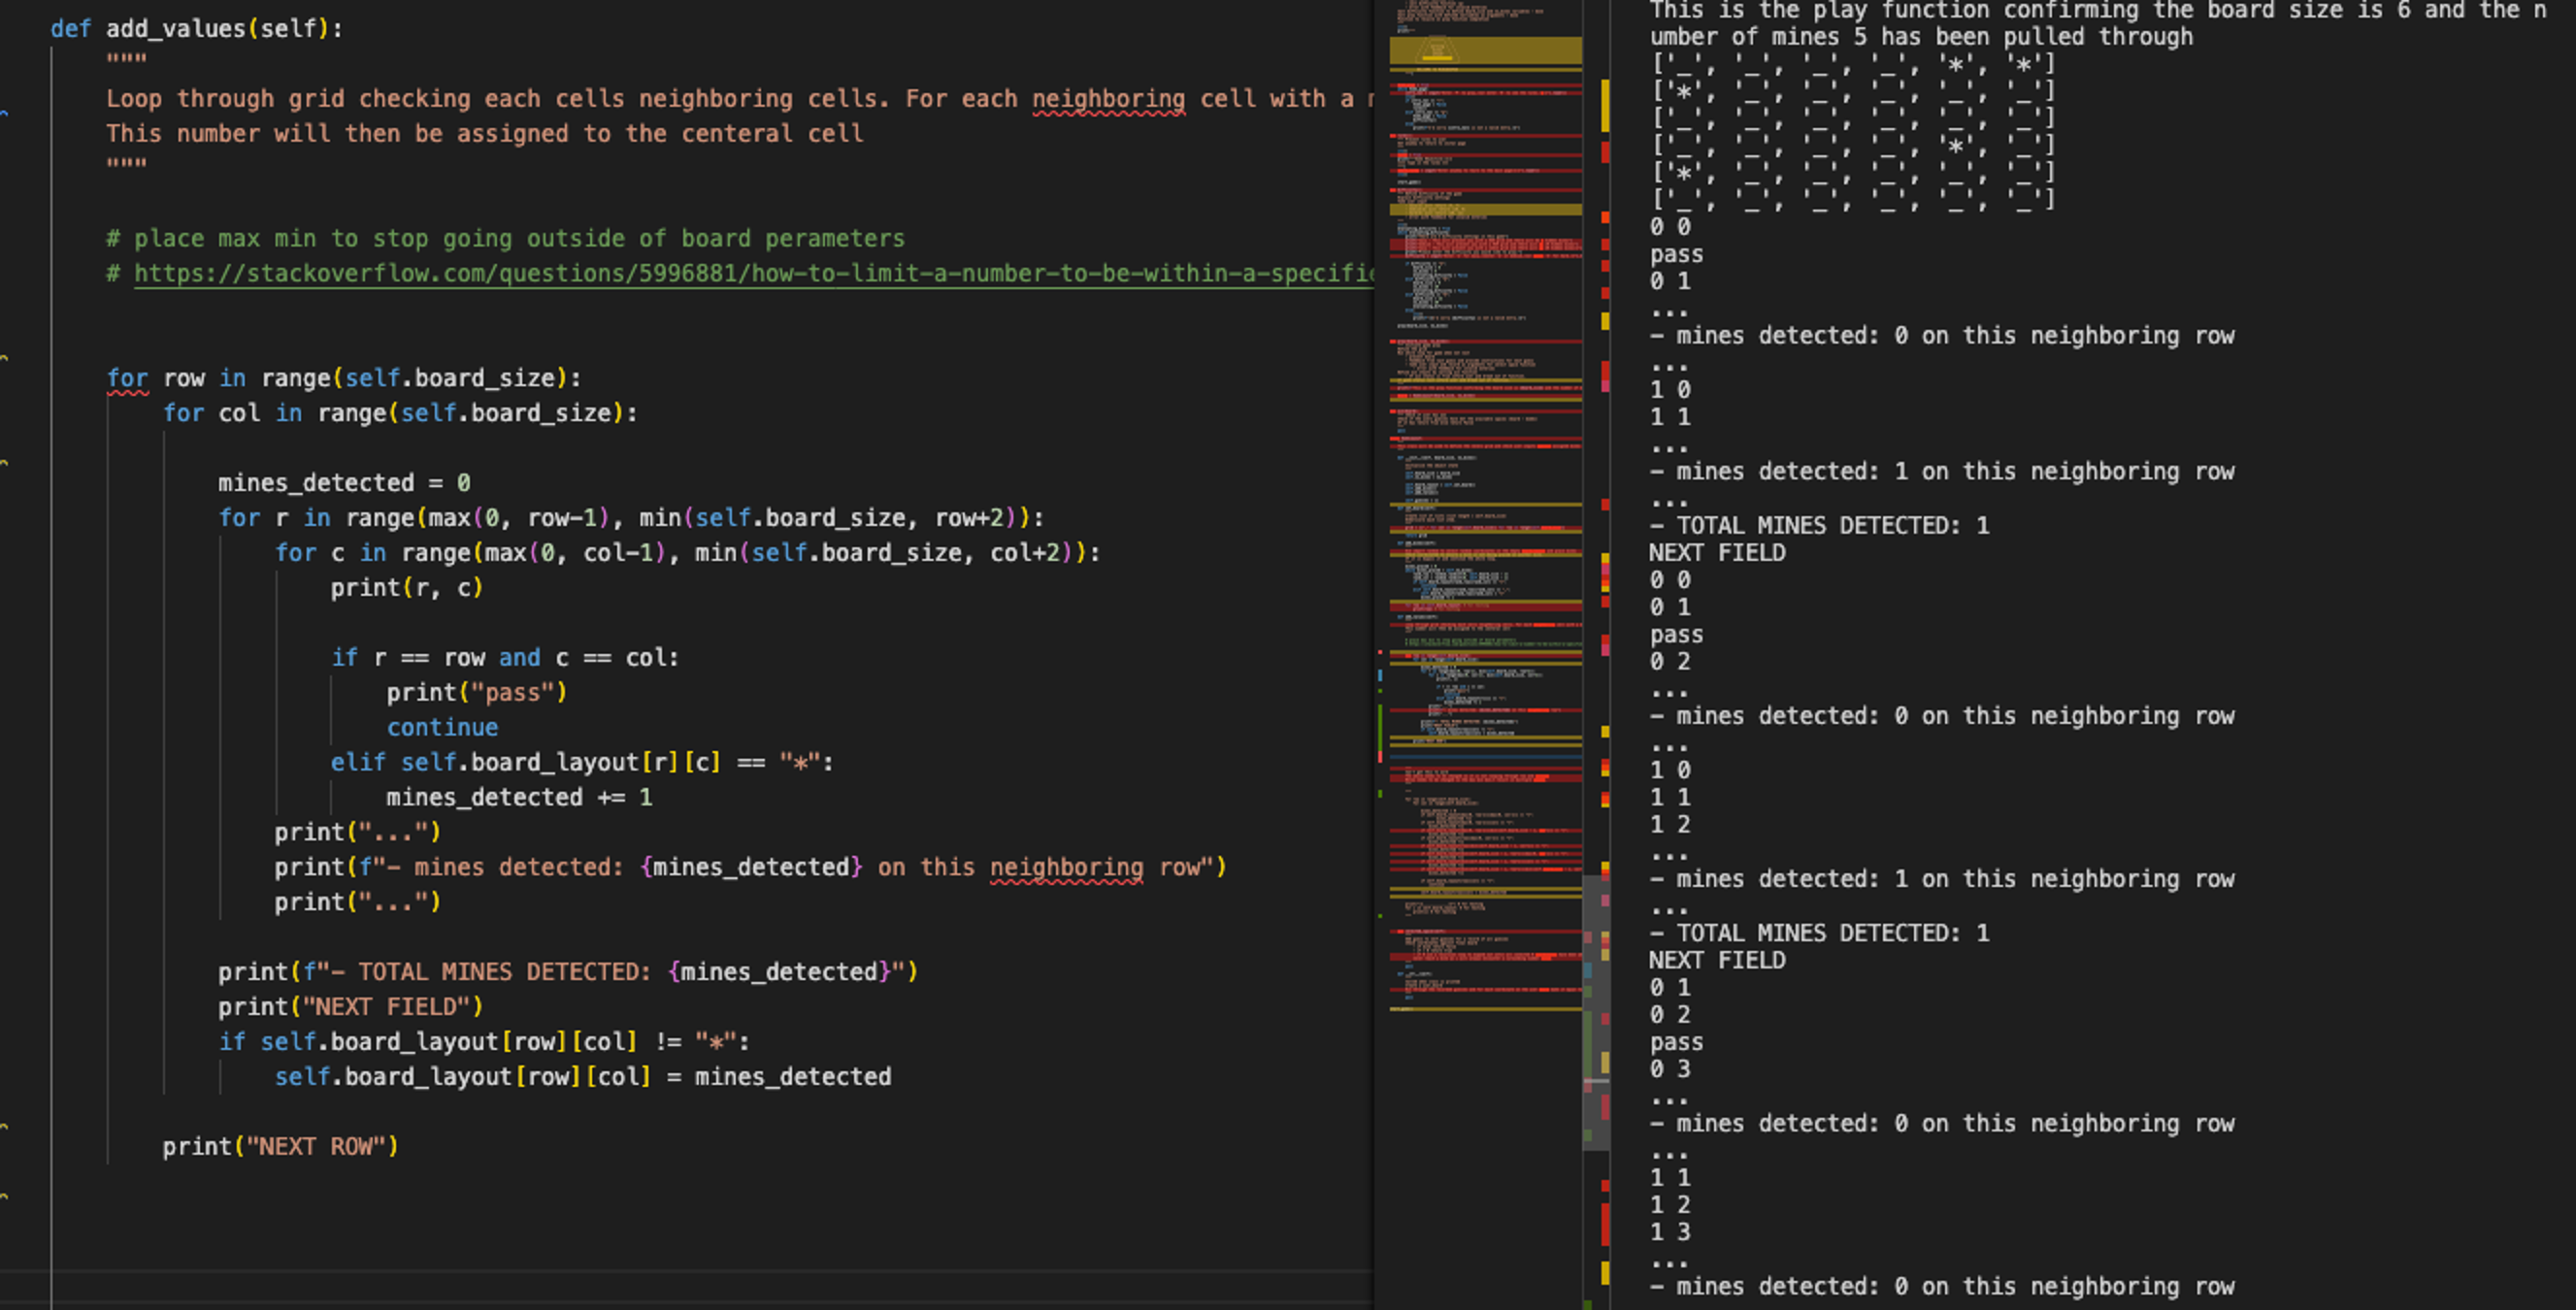 def add_values(self):
"""
Loop through grid checking each cells neighboring cells. For each neighboring cell with a
This number will then be assigned to the centeral cell
"""
# place max min to stop going outside of board perameters
# https://stackoverflow.com/questions/5996881/how-to-limit-a-number-to-be-within-a-specifie
for row in range(self.board_size):
for col in range(self.board_size):
mines_detected = 0
for r in range(max(0, row-1), min(self.board_size, row+2)):
for c in range(max(0, col-1), min(self.board_size, col+2)):
print(r, c)
if r == row and c == col:
print("pass")
continue
elif self.board_layout[r][c] == "*":
mines_detected += 1
print("...")
print(f"- mines detected: {mines_detected} on this neighboring row")
print("...")
print(f"- TOTAL MINES DETECTED: {mines_detected}")
print("NEXT FIELD")
if self.board_layout[row][col] != "*":
self.board_layout[row][col] = mines_detected
print("NEXT ROW")
This is the play function confirming the board size is 6 and the n
umber of mines 5 has been pulled through
['_', '_', '_', '_', '*', '*']
['*', '_', '_', '_', '_', '_']
['_', '_', '_', '_', '_', '_']
['_', '_', '_', '_', '*', '_']
['*', '_', '_', '_', '_', '_']
['_', '_', '_', '_', '_', '_']
0 0
pass
0 1
...
- mines detected: 0 on this neighboring row
...
1 0
1 1
...
- mines detected: 1 on this neighboring row
...
- TOTAL MINES DETECTED: 1
NEXT FIELD
0 0
0 1
pass
0 2
...
- mines detected: 0 on this neighboring row
...
1 0
1 1
1 2
...
- mines detected: 1 on this neighboring row
...
- TOTAL MINES DETECTED: 1
NEXT FIELD
0 1
0 2
pass
0 3
...
- mines detected: 0 on this neighboring row
...
1 1
1 2
1 3
...
- mines detected: 0 on this neighboring row